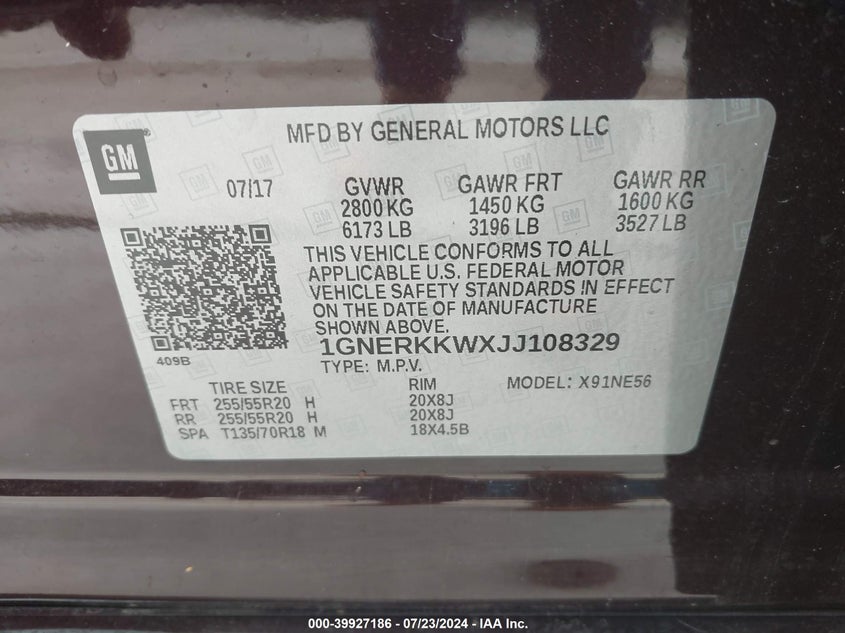 GM
MFD BY GENERAL MOTORS LLC
07/17 GVWR GAWR FRT GAWR RR
2800 KG 1450 KG 1600 KG
6173 LB 3196 LB 3527 LB
THIS VEHICLE CONFORMS TO ALL
APPLICABLE U.S. FEDERAL MOTOR
VEHICLE SAFETY STANDARDS IN EFFECT
ON THE DATE OF MANUFACTURE
SHOWN ABOVE.
409B
1GNERKKWXJJ108329
TYPE: M.P.V.
TIRE SIZE RIM MODEL: X91NE56
FRT 255/55R20 H 20X8J
RR 255/55R20 H 20X8J
SPA T135/70R18 M 18X4.5B
000-39927186 - 07/23/2024 - IAA Inc.